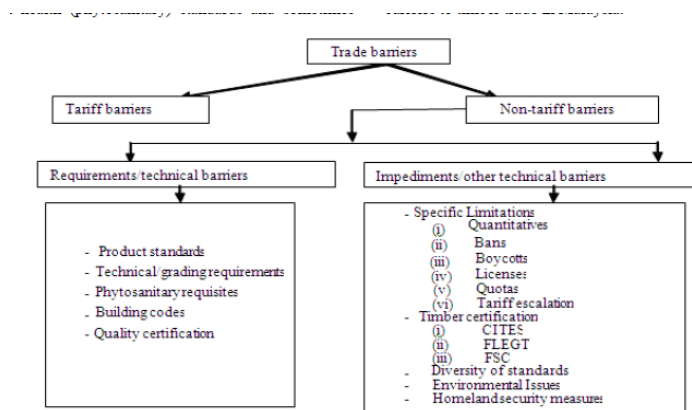 Trade barriers
Tariff barriers
Non-tariff barriers
Requirements/technical barriers
Impediments/other technical barriers
- Product standards
- Technical/grading requirements
- Phytosanitary requisites
- Building codes
- Quality certification
- Specific Limitations
(i) Quantitatives
(ii) Bans
(iii) Boycotts
(iv) Licenses
(v) Quotas
(vi) Tariff escalation
- Timber certification
(i) CITES
(ii) FLEGT
(iii) FSC
- Diversity of standards
- Environmental Issues
- Homeland security measures